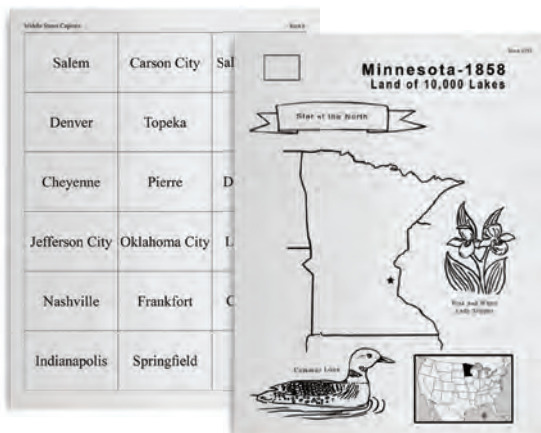 Middle States Capitals
Salem
Carson City
Sal
Denver
Topeka
Cheyenne
Pierre
D
Jefferson City
Oklahoma City
L
Nashville
Frankfort
C
Indianapolis
Springfield
Minnesota-1858
Land of 10,000 Lakes
Star of the North
Pink and White
Lady Slipper
Common Loon